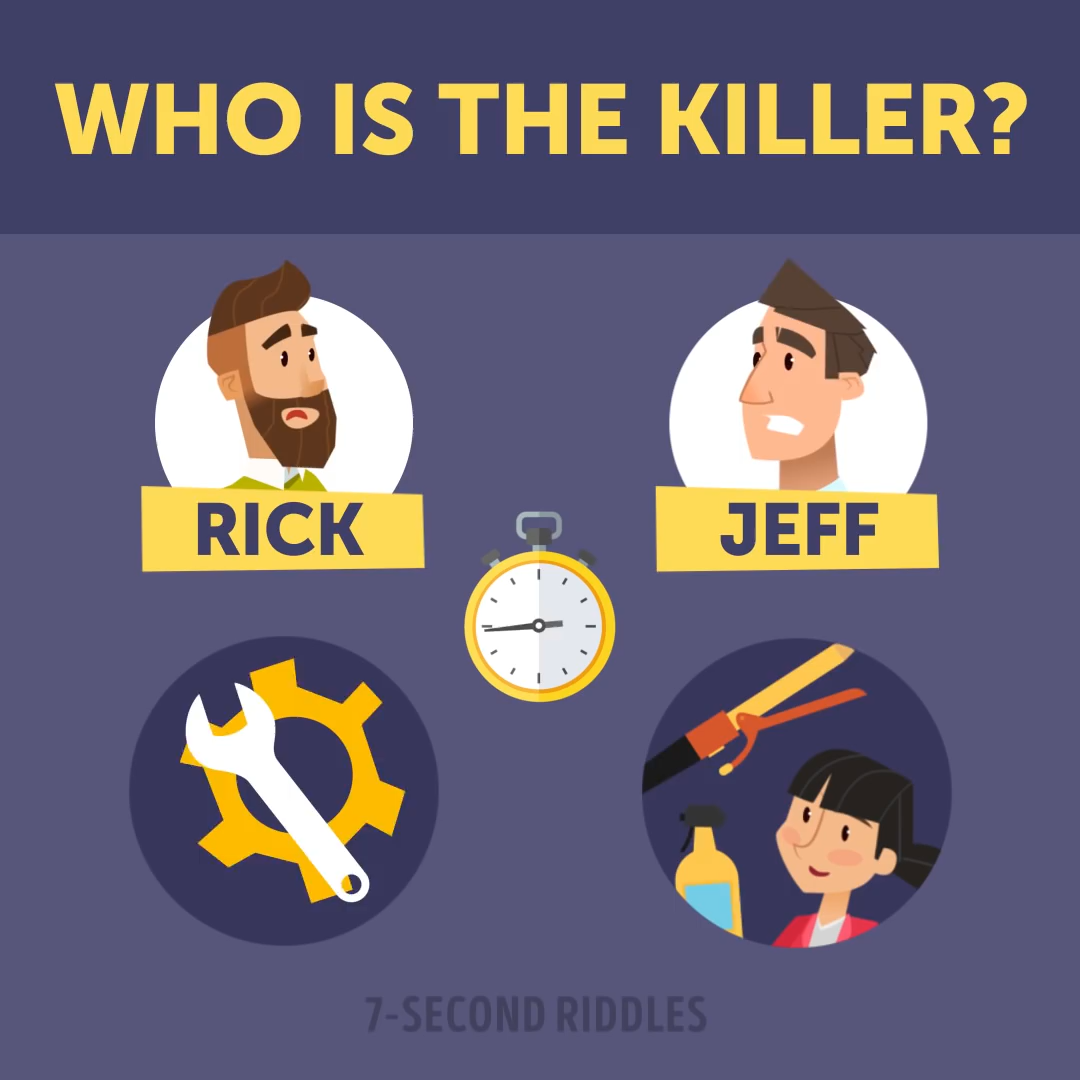 WHO IS THE KILLER?
RICK
JEFF
7-SECOND RIDDLES